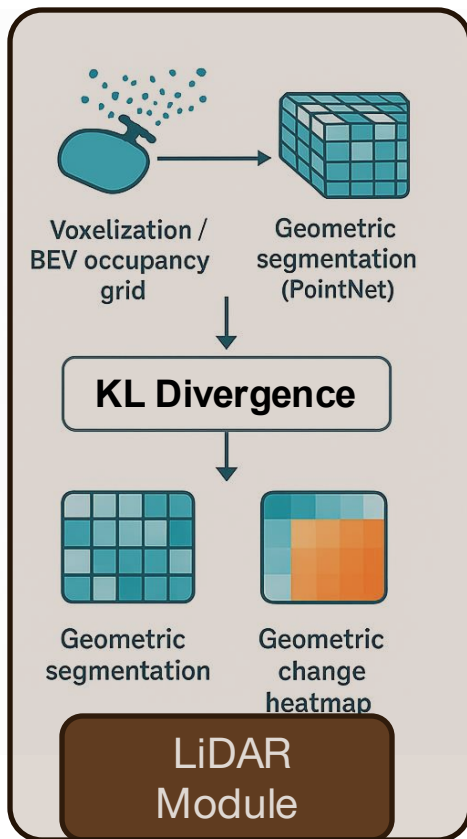 Voxelization /
BEV occupancy
grid
Geometric
segmentation
(PointNet)
KL Divergence
Geometric
segmentation
Geometric
change
heatmap
LiDAR
Module